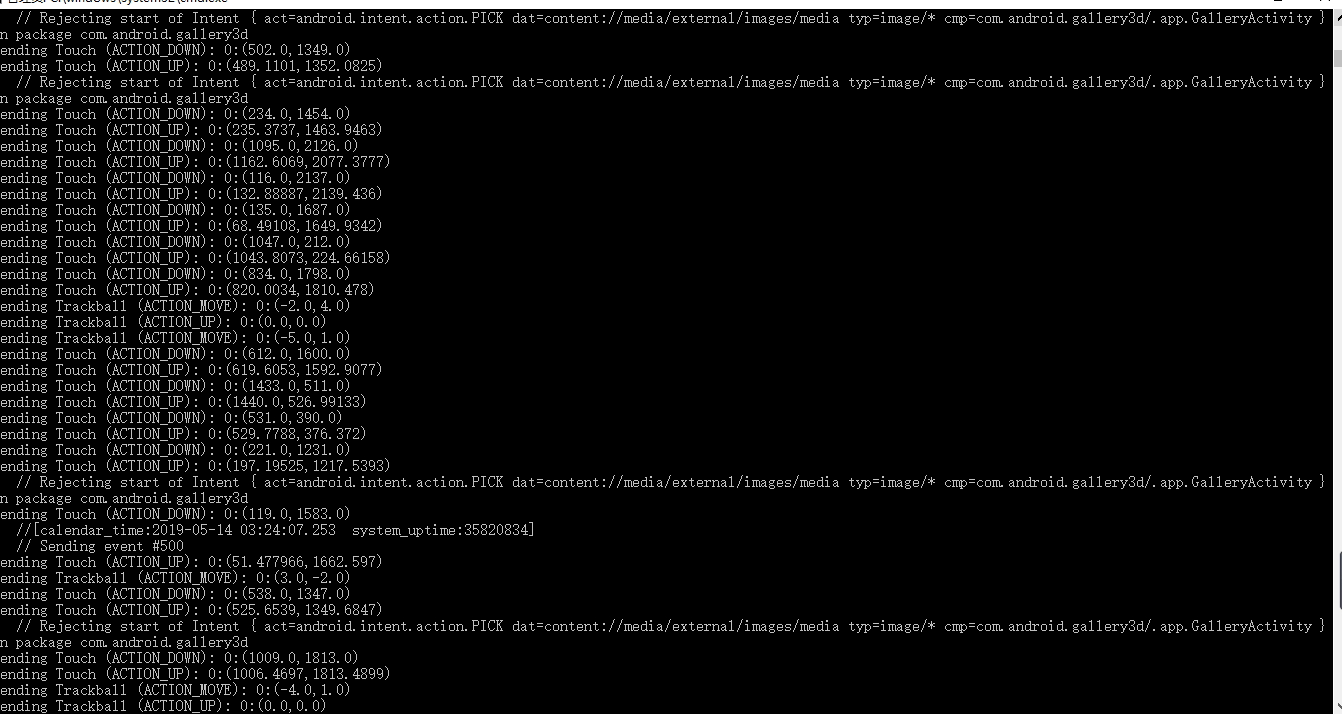 // Rejecting start of Intent { act=android.intent.action.PICK dat=content://media/external/images/media typ=image/* cmp=com.android.gallery3d/.app.GalleryActivity }
n package com.android.gallery3d
ending Touch (ACTION_DOWN): 0:(502.0,1349.0)
ending Touch (ACTION_UP): 0:(489.1101,1352.0825)
// Rejecting start of Intent { act=android.intent.action.PICK dat=content://media/external/images/media typ=image/* cmp=com.android.gallery3d/.app.GalleryActivity }
n package com.android.gallery3d
ending Touch (ACTION_DOWN): 0:(234.0,1454.0)
ending Touch (ACTION_UP): 0:(235.3737,1463.9463)
ending Touch (ACTION_DOWN): 0:(1095.0,2126.0)
ending Touch (ACTION_UP): 0:(1162.6069,2077.3777)
ending Touch (ACTION_DOWN): 0:(116.0,2137.0)
ending Touch (ACTION_UP): 0:(132.88887,2139.436)
ending Touch (ACTION_DOWN): 0:(135.0,1687.0)
ending Touch (ACTION_UP): 0:(68.49108,1649.9342)
ending Touch (ACTION_DOWN): 0:(1047.0,212.0)
ending Touch (ACTION_UP): 0:(1043.8073,224.66158)
ending Touch (ACTION_DOWN): 0:(834.0,1798.0)
ending Touch (ACTION_UP): 0:(820.0034,1810.478)
ending Trackball (ACTION_MOVE): 0:(-2.0,4.0)
ending Trackball (ACTION_UP): 0:(0.0,0.0)
ending Trackball (ACTION_MOVE): 0:(-5.0,1.0)
ending Touch (ACTION_DOWN): 0:(612.0,1600.0)
ending Touch (ACTION_UP): 0:(619.6053,1592.9077)
ending Touch (ACTION_DOWN): 0:(1433.0,511.0)
ending Touch (ACTION_UP): 0:(1440.0,526.99133)
ending Touch (ACTION_DOWN): 0:(531.0,390.0)
ending Touch (ACTION_UP): 0:(529.7788,376.372)
ending Touch (ACTION_DOWN): 0:(221.0,1231.0)
ending Touch (ACTION_UP): 0:(197.19525,1217.5393)
// Rejecting start of Intent { act=android.intent.action.PICK dat=content://media/external/images/media typ=image/* cmp=com.android.gallery3d/.app.GalleryActivity }
n package com.android.gallery3d
ending Touch (ACTION_DOWN): 0:(119.0,1583.0)
//[calendar_time:2019-05-14 03:24:07.253  system_uptime:35820834]
// Sending event #500
ending Touch (ACTION_UP): 0:(51.477966,1662.597)
ending Trackball (ACTION_MOVE): 0:(3.0,-2.0)
ending Touch (ACTION_DOWN): 0:(538.0,1347.0)
ending Touch (ACTION_UP): 0:(525.6539,1349.6847)
// Rejecting start of Intent { act=android.intent.action.PICK dat=content://media/external/images/media typ=image/* cmp=com.android.gallery3d/.app.GalleryActivity }
n package com.android.gallery3d
ending Touch (ACTION_DOWN): 0:(1009.0,1813.0)
ending Touch (ACTION_UP): 0:(1006.4697,1813.4899)
ending Trackball (ACTION_MOVE): 0:(-4.0,1.0)
ending Trackball (ACTION_UP): 0:(0.0,0.0)